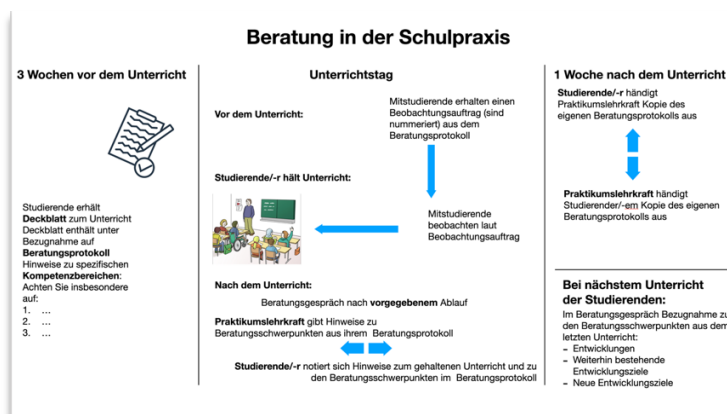 Beratung in der Schulpraxis
3 Wochen vor dem Unterricht
Studierende erhält
Deckblatt zum Unterricht
Deckblatt enthält unter
Bezugnahme auf
Beratungsprotokoll
Hinweise zu spezifischen
Kompetenzbereichen:
Achten Sie insbesondere
auf:
1. ...
2. ...
3. ...
Unterrichtstag
Vor dem Unterricht:
Mitstudierende erhalten einen
Beobachtungsauftrag (sind
nummeriert) aus dem
Beratungsprotokoll
Studierende/-r hält Unterricht:
Mitstudierende
beobachten laut
Beobachtungsauftrag
Nach dem Unterricht:
Beratungsgespräch nach vorgegebenem Ablauf
Praktikumslehrkraft gibt Hinweise zu
Beratungsschwerpunkten aus ihrem Beratungsprotokoll
Studierende/-r notiert sich Hinweise zum gehaltenen Unterricht und zu
den Beratungsschwerpunkten im Beratungsprotokoll
1 Woche nach dem Unterricht
Studierende/-r händigt
Praktikumslehrkraft Kopie des
eigenen Beratungsprotokolls aus
Praktikumslehrkraft händigt
Studierender/-em Kopie des eigenen
Beratungsprotokolls aus
Bei nächstem Unterricht
der Studierenden:
Im Beratungsgespräch Bezugnahme zu
den Beratungsschwerpunkten aus dem
letzten Unterricht:
– Entwicklungen
– Weiterhin bestehende
Entwicklungsziele
– Neue Entwicklungsziele